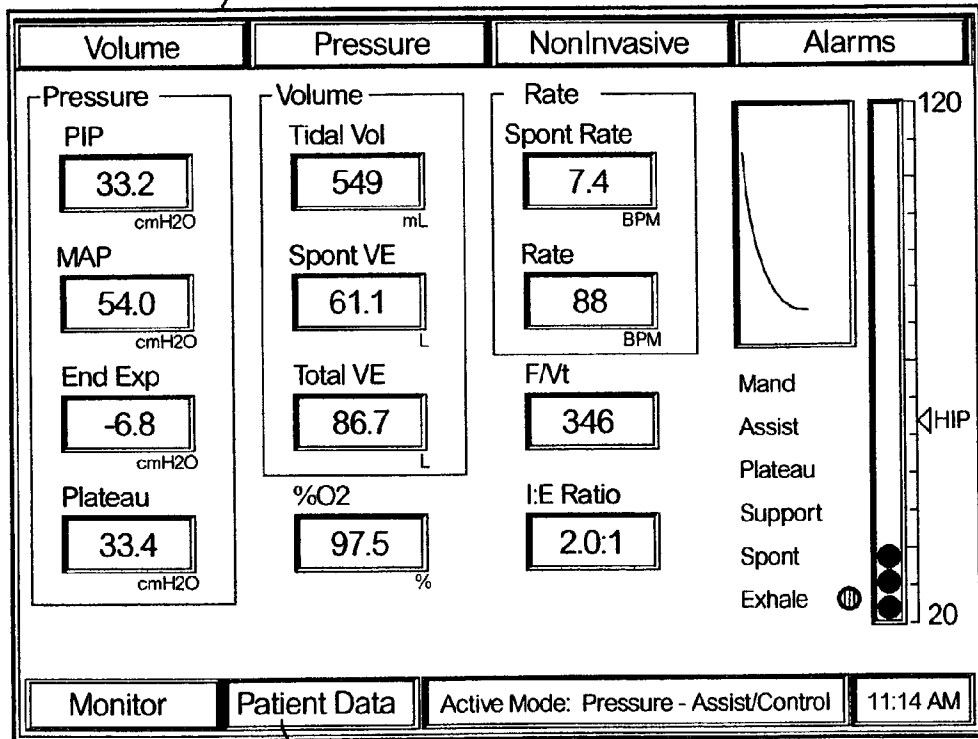 Volume
Pressure
NonInvasive
Alarms
Pressure
PIP
33.2
cmH2O
MAP
54.0
cmH2O
End Exp
-6.8
cmH2O
Plateau
33.4
cmH2O
Volume
Tidal Vol
549
mL
Spont VE
61.1
L
Total VE
86.7
L
%O2
97.5
%
Rate
Spont Rate
7.4
BPM
Rate
88
BPM
F/Vt
346
I:E Ratio
2.0:1
Mand
Assist
Plateau
Support
Spont
Exhale
120
HIP
20
Monitor
Patient Data
Active Mode: Pressure - Assist/Control
11:14 AM